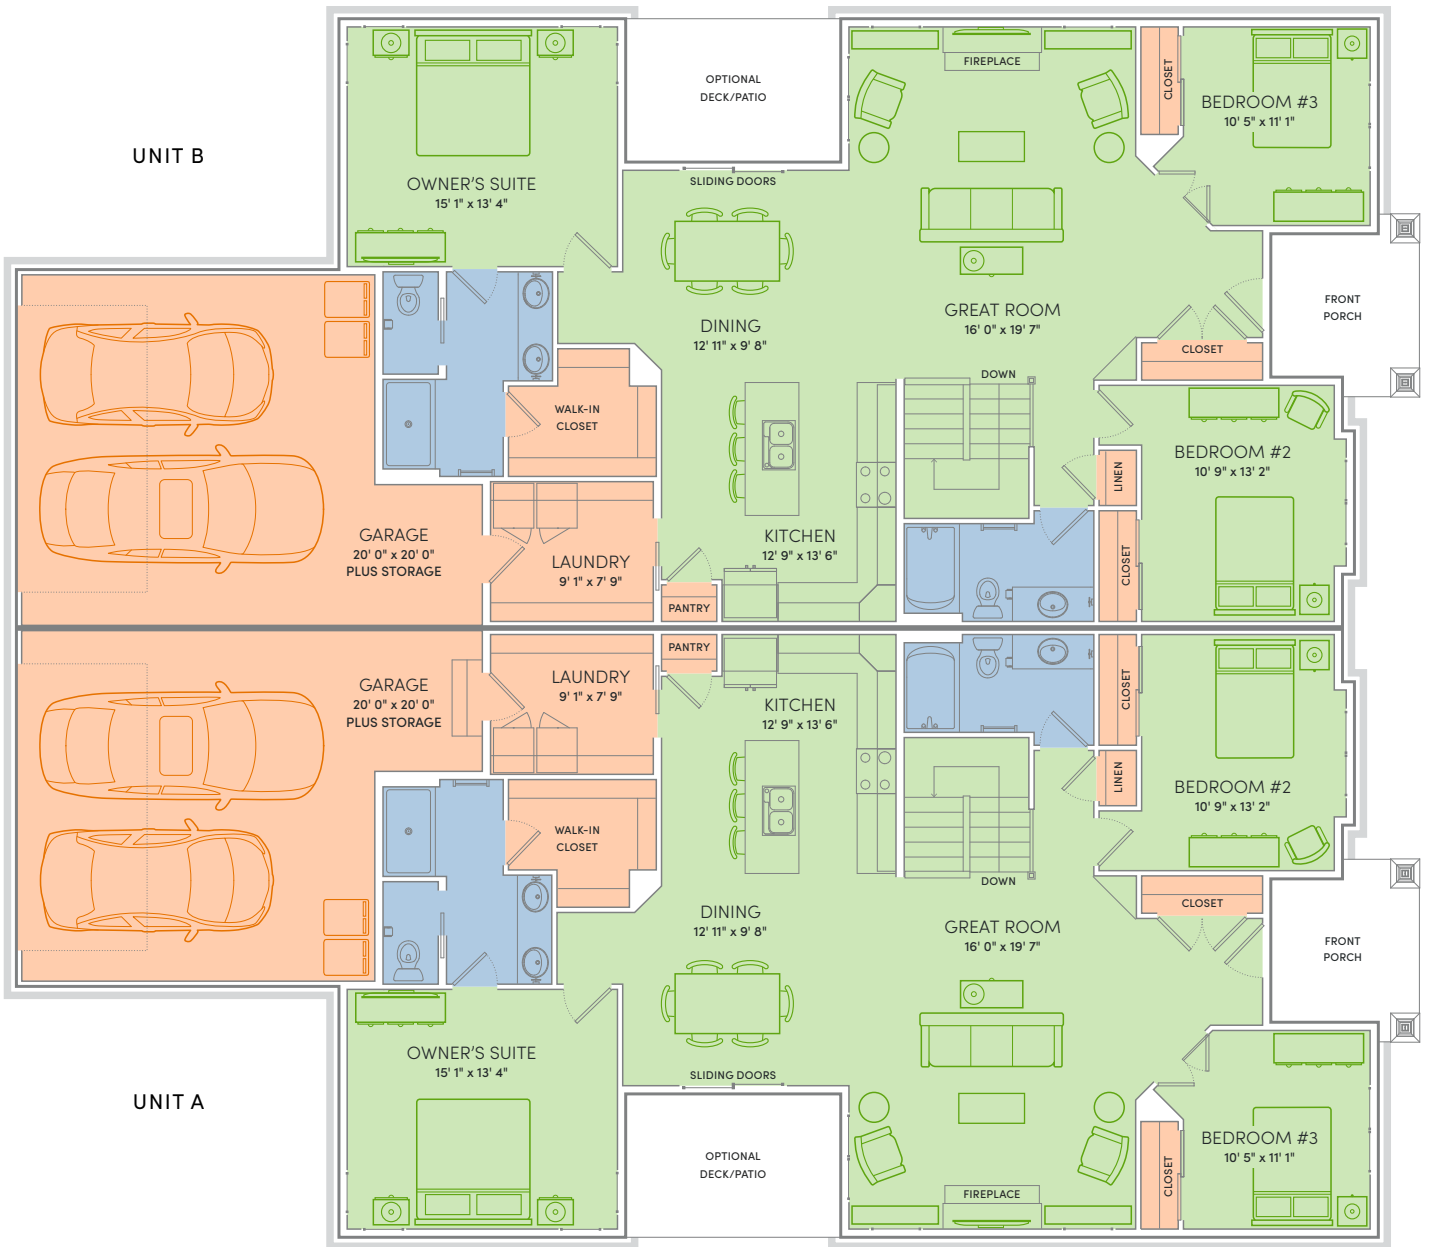 UNIT B
OWNER'S SUITE
15' 1" x 13' 4"
OPTIONAL
DECK/PATIO
SLIDING DOORS
FIREPLACE
CLOSET
BEDROOM #3
10' 5" x 11' 1"
GREAT ROOM
16' 0" x 19' 7"
DINING
12' 11" x 9' 8"
FRONT
PORCH
CLOSET
DOWN
WALK-IN
CLOSET
BEDROOM #2
10' 9" x 13' 2"
LINEN
CLOSET
GARAGE
20' 0" x 20' 0"
PLUS STORAGE
LAUNDRY
9' 1" x 7' 9"
KITCHEN
12' 9" x 13' 6"
PANTRY
PANTRY
GARAGE
20' 0" x 20' 0"
PLUS STORAGE
LAUNDRY
9' 1" x 7' 9"
KITCHEN
12' 9" x 13' 6"
CLOSET
LINEN
BEDROOM #2
10' 9" x 13' 2"
WALK-IN
CLOSET
DOWN
CLOSET
DINING
12' 11" x 9' 8"
GREAT ROOM
16' 0" x 19' 7"
FRONT
PORCH
OWNER'S SUITE
15' 1" x 13' 4"
SLIDING DOORS
UNIT A
OPTIONAL
DECK/PATIO
FIREPLACE
CLOSET
BEDROOM #3
10' 5" x 11' 1"